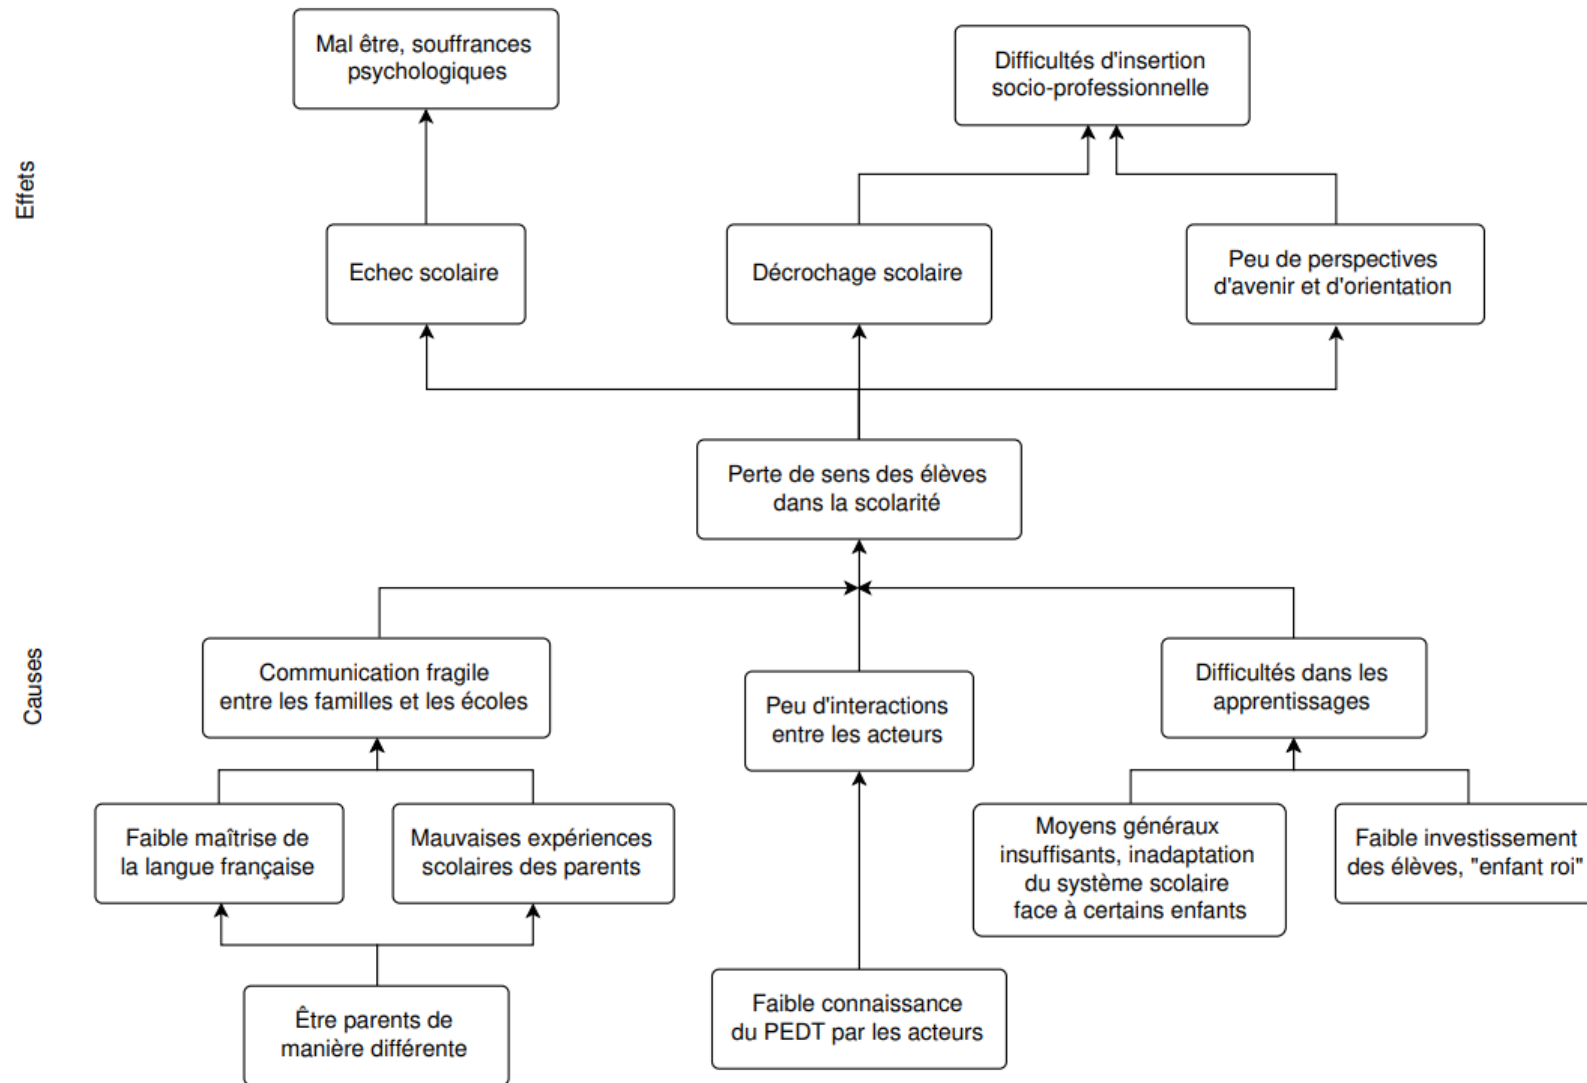 Mal être, souffrances
psychologiques
Difficultés d'insertion
socio-professionnelle
Effets
Echec scolaire
Décrochage scolaire
Peu de perspectives
d'avenir et d'orientation
Perte de sens des élèves
dans la scolarité
Causes
Communication fragile
entre les familles et les écoles
Peu d'interactions
entre les acteurs
Difficultés dans les
apprentissages
Faible maîtrise de
la langue française
Mauvaises expériences
scolaires des parents
Moyens généraux
insuffisants, inadaptation
du système scolaire
face à certains enfants
Faible investissement
des élèves, "enfant roi"
Être parents de
manière différente
Faible connaissance
du PEDT par les acteurs